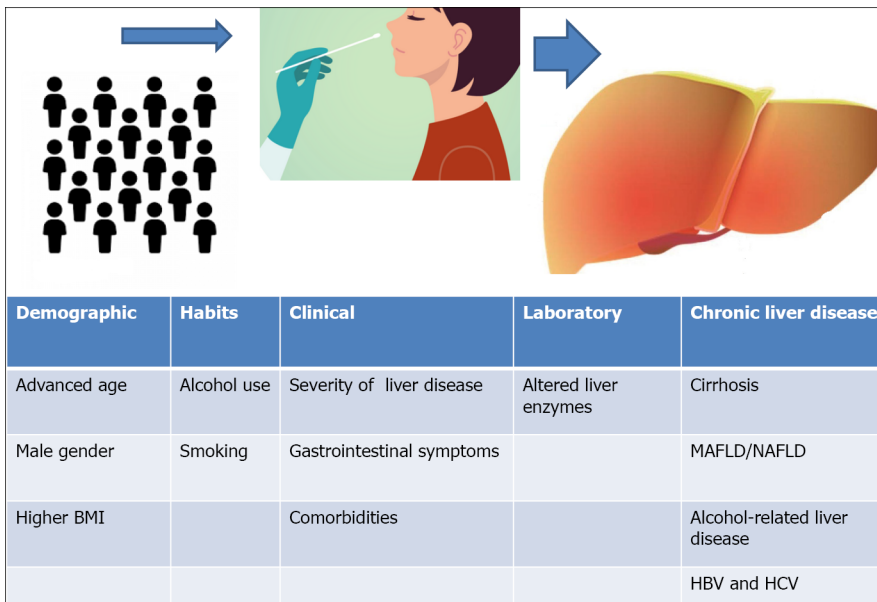 Demographic Habits Clinical Laboratory Chronic liver disease
Advanced age Alcohol use Severity of liver disease Altered liver enzymes Cirrhosis
Male gender Smoking Gastrointestinal symptoms MAFLD/NAFLD
Higher BMI Comorbidities Alcohol-related liver disease
HBV and HCV